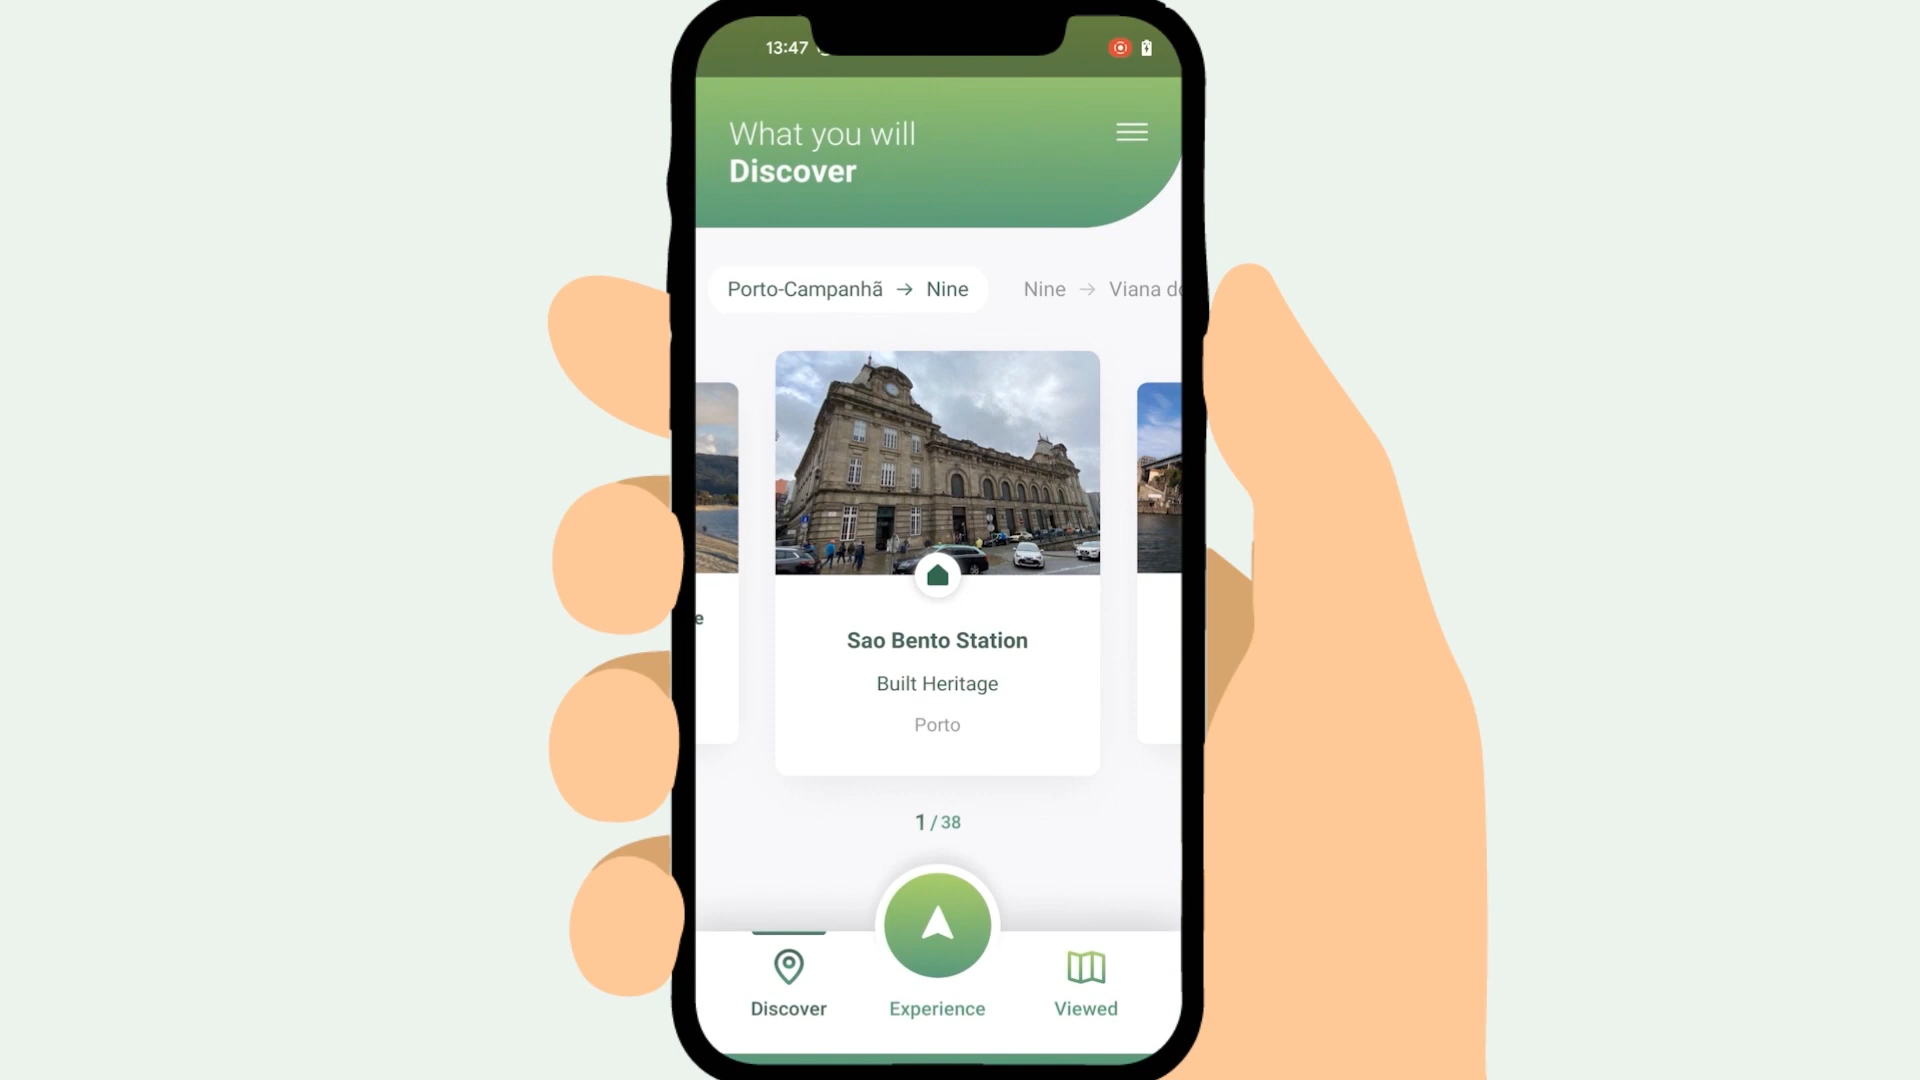 13:47
What you will
Discover
Porto-Campanhã → Nine
Nine → Viana do
e
Sao Bento Station
Built Heritage
Porto
1 / 38
Discover
Experience
Viewed